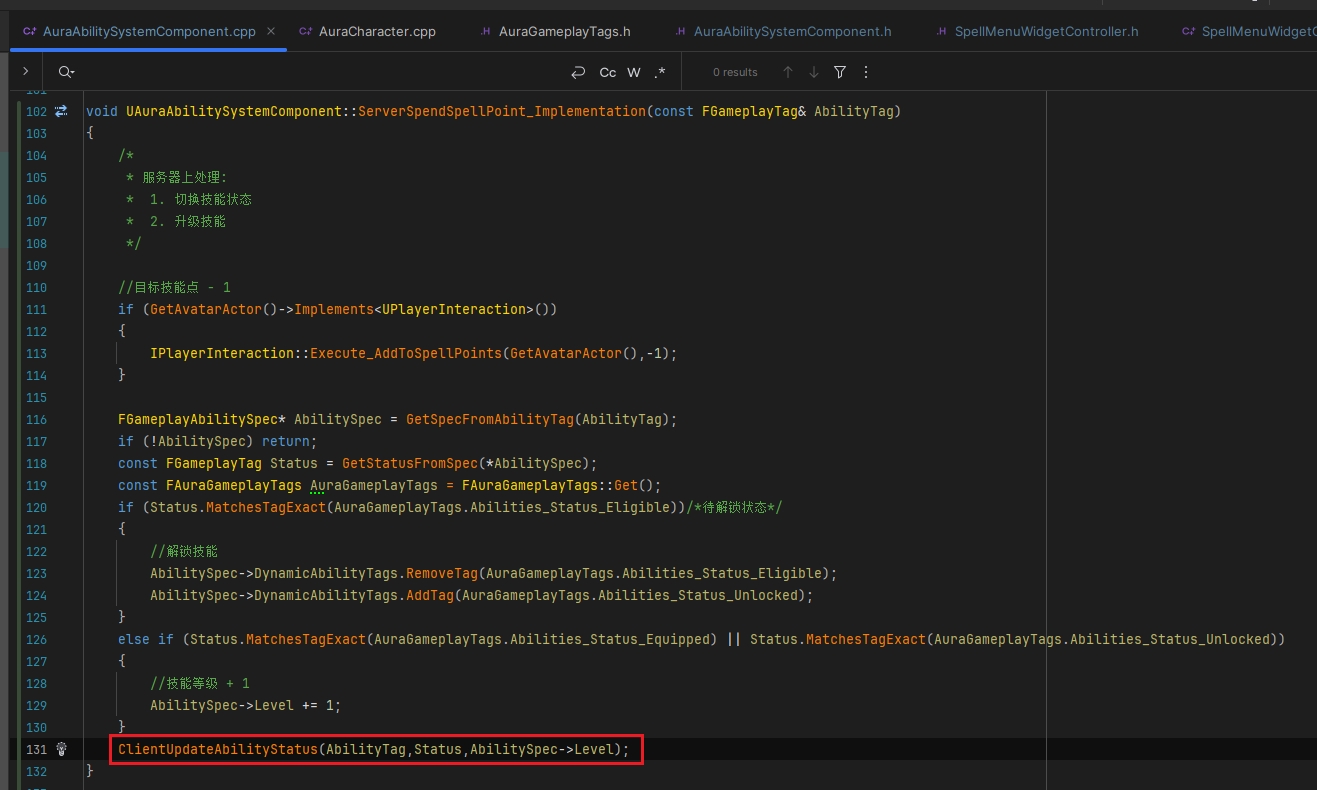 AuraAbilitySystemComponent.cpp
AuraCharacter.cpp
AuraGameplayTags.h
AuraAbilitySystemComponent.h
SpellMenuWidgetController.h
SpellMenuWidgetC
Cc W .* 0 results
102 void UAuraAbilitySystemComponent::ServerSpendSpellPoint_Implementation(const FGameplayTag& AbilityTag)
103 {
104 /*
105 * 服务器上处理:
106 * 1. 切换技能状态
107 * 2. 升级技能
108 */
109
110 //目标技能点 - 1
111 if (GetAvatarActor()->Implements<UPlayerInteraction>())
112 {
113 IPlayerInteraction::Execute_AddToSpellPoints(GetAvatarActor(),-1);
114 }
115
116 FGameplayAbilitySpec* AbilitySpec = GetSpecFromAbilityTag(AbilityTag);
117 if (!AbilitySpec) return;
118 const FGameplayTag Status = GetStatusFromSpec(*AbilitySpec);
119 const FAuraGameplayTags AuraGameplayTags = FAuraGameplayTags::Get();
120 if (Status.MatchesTagExact(AuraGameplayTags.Abilities_Status_Eligible))/*待解锁状态*/
121 {
122 //解锁技能
123 AbilitySpec->DynamicAbilityTags.RemoveTag(AuraGameplayTags.Abilities_Status_Eligible);
124 AbilitySpec->DynamicAbilityTags.AddTag(AuraGameplayTags.Abilities_Status_Unlocked);
125 }
126 else if (Status.MatchesTagExact(AuraGameplayTags.Abilities_Status_Equipped) || Status.MatchesTagExact(AuraGameplayTags.Abilities_Status_Unlocked))
127 {
128 //技能等级 + 1
129 AbilitySpec->Level += 1;
130 }
131 ClientUpdateAbilityStatus(AbilityTag,Status,AbilitySpec->Level);
132 }